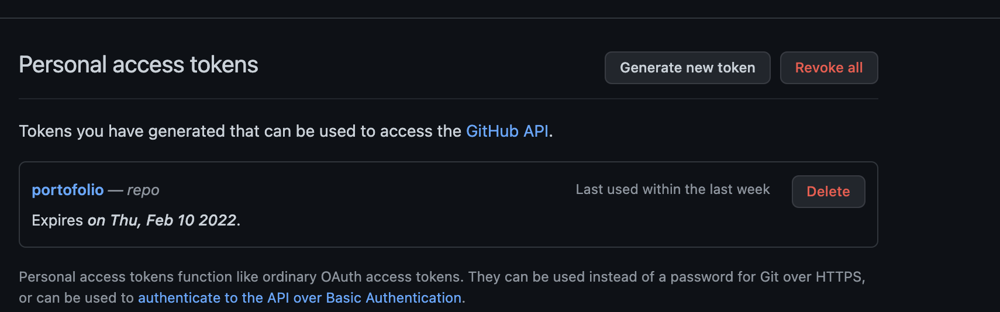 Personal access tokens
Generate new token
Revoke all
Tokens you have generated that can be used to access the GitHub API.
portofolio — repo
Last used within the last week
Delete
Expires on Thu, Feb 10 2022.
Personal access tokens function like ordinary OAuth access tokens. They can be used instead of a password for Git over HTTPS,
or can be used to authenticate to the API over Basic Authentication.